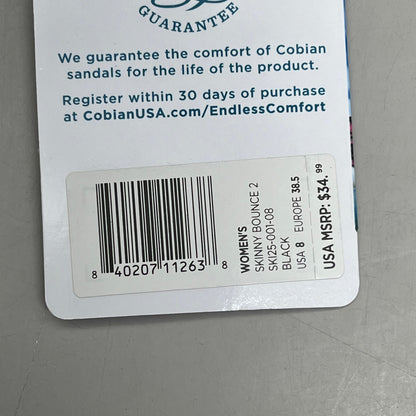 GUARANTEE
We guarantee the comfort of Cobian
sandals for the life of the product.
Register within 30 days of purchase
at CobianUSA.com/EndlessComfort
8 40207 11263 8
WOMEN'S
SKINNY BOUNCE 2
SKI25-001-08
BLACK
USA 8 EUROPE 38.5
USA MSRP: $34.99